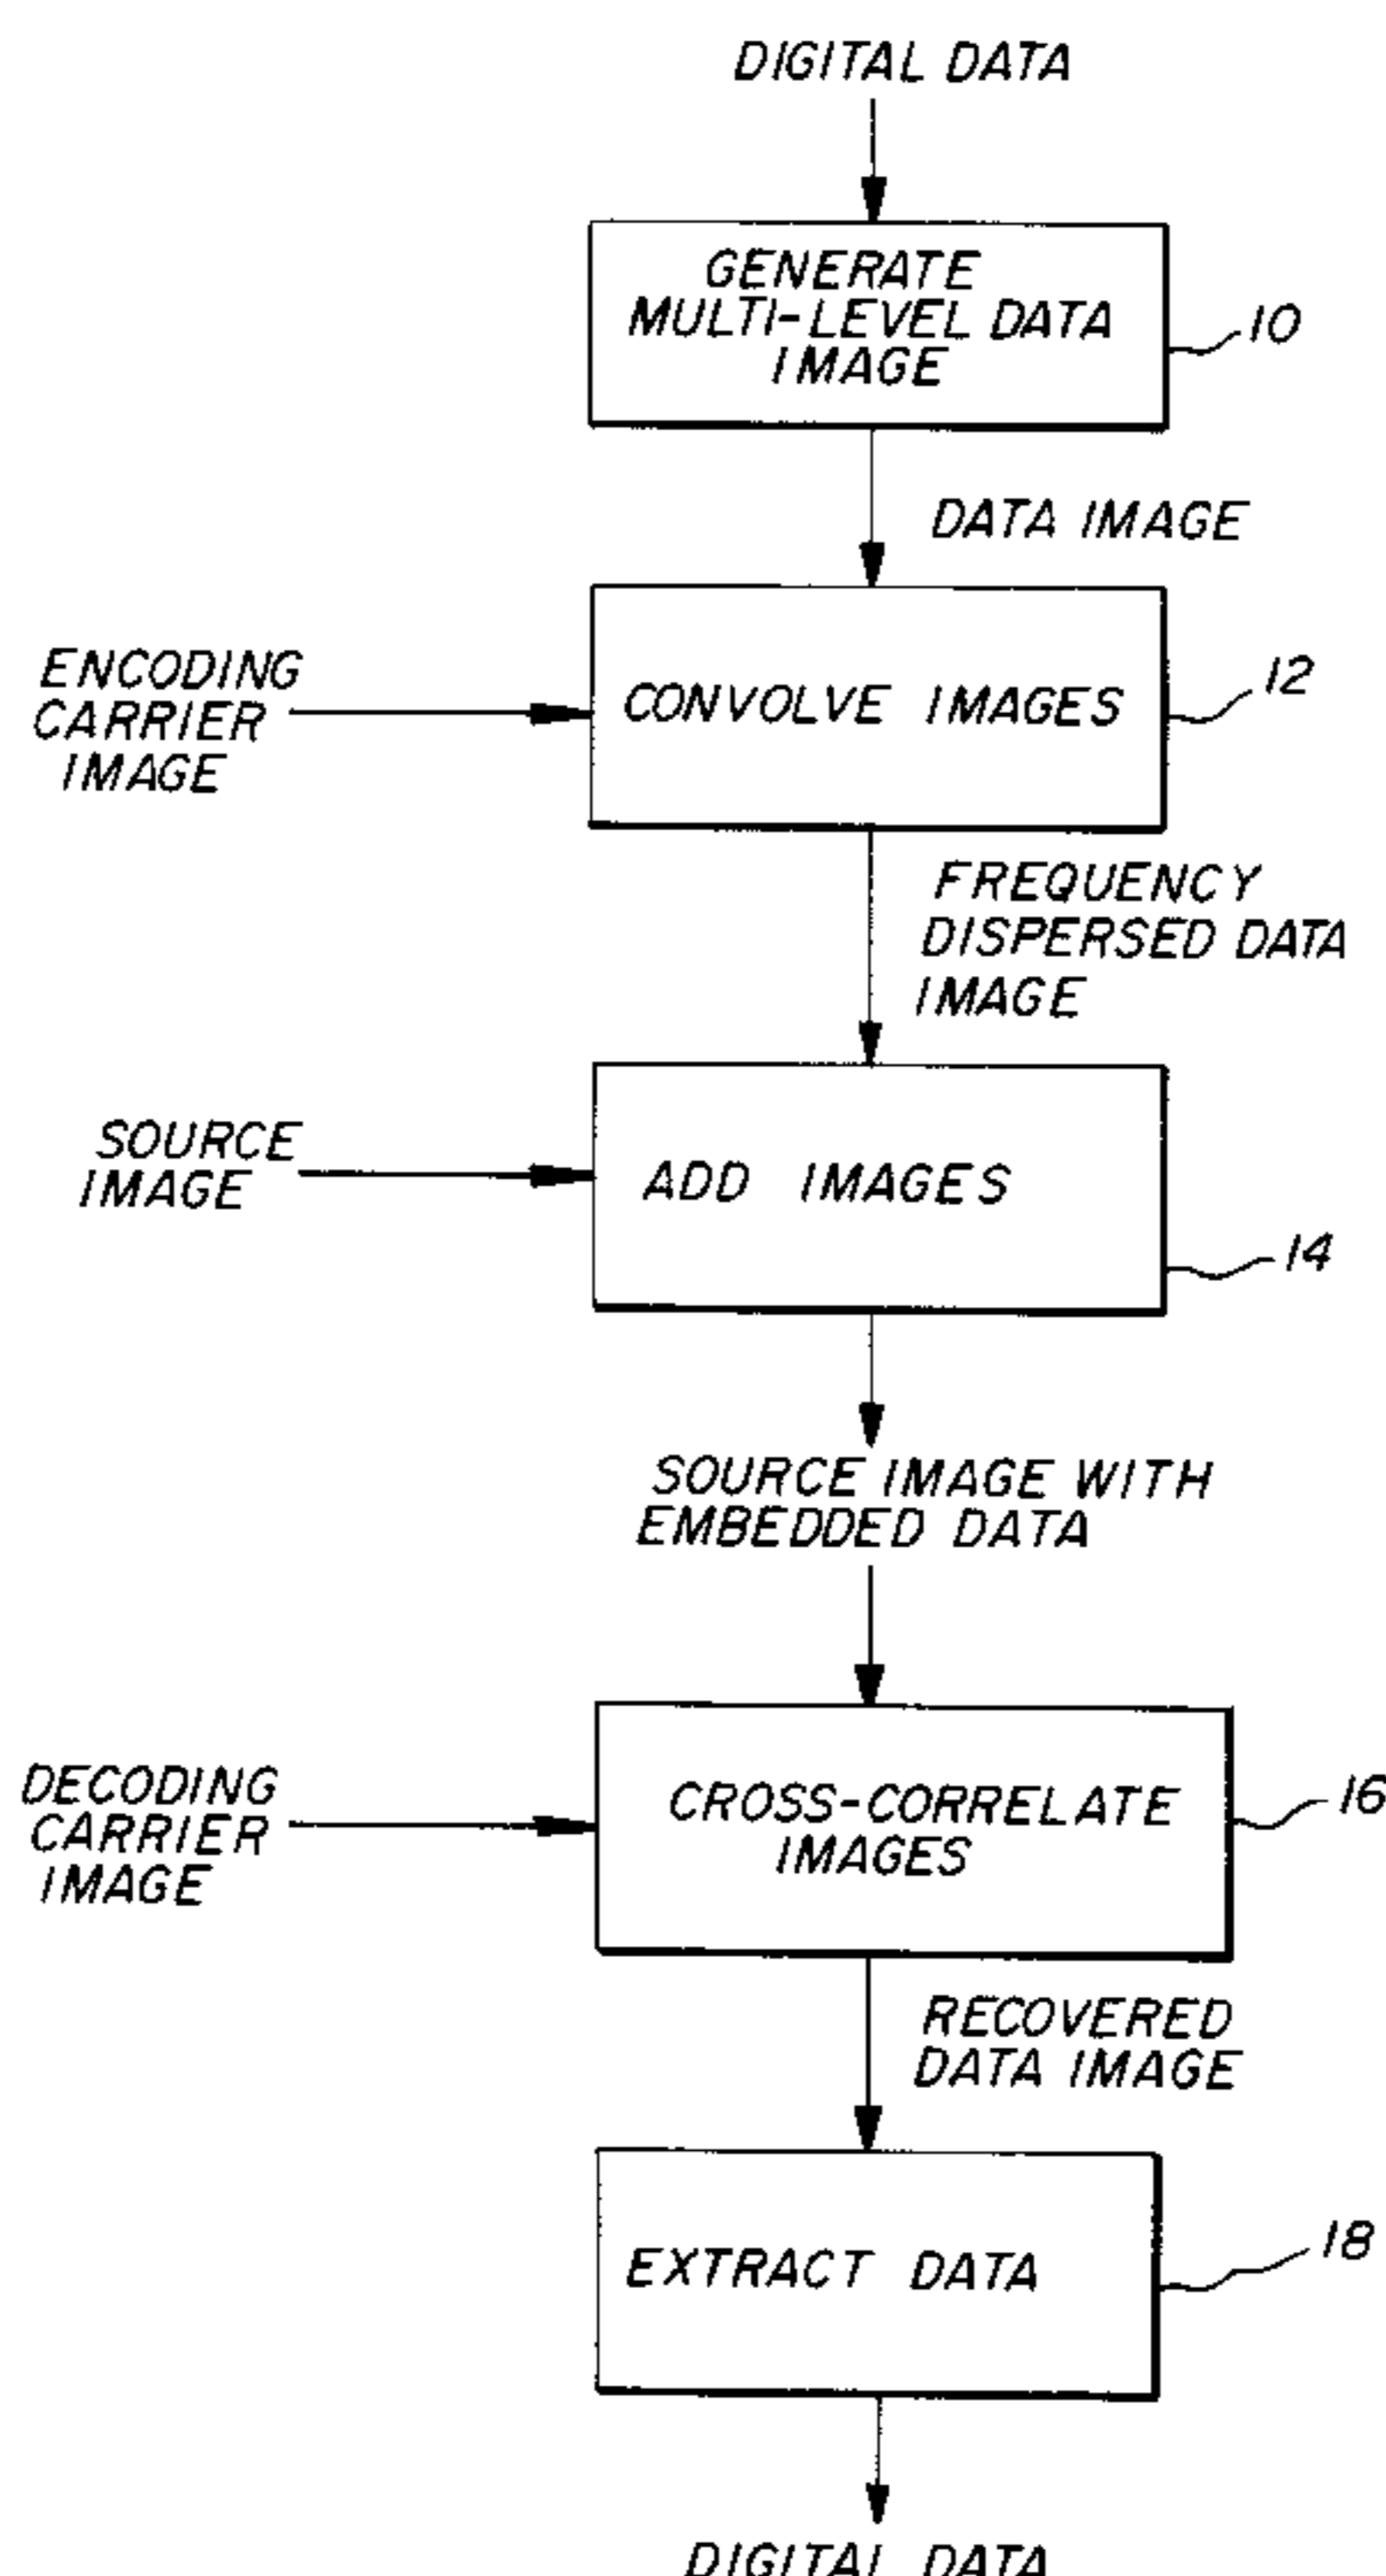 DIGITAL DATA
GENERATE
MULTI-LEVEL DATA
IMAGE
10
DATA IMAGE
ENCODING
CARRIER
IMAGE
CONVOLVE IMAGES
12
FREQUENCY
DISPERSED DATA
IMAGE
SOURCE
IMAGE
ADD IMAGES
14
SOURCE IMAGE WITH
EMBEDDED DATA
DECODING
CARRIER
IMAGE
CROSS-CORRELATE
IMAGES
16
RECOVERED
DATA IMAGE
EXTRACT DATA
18
DIGITAL DATA